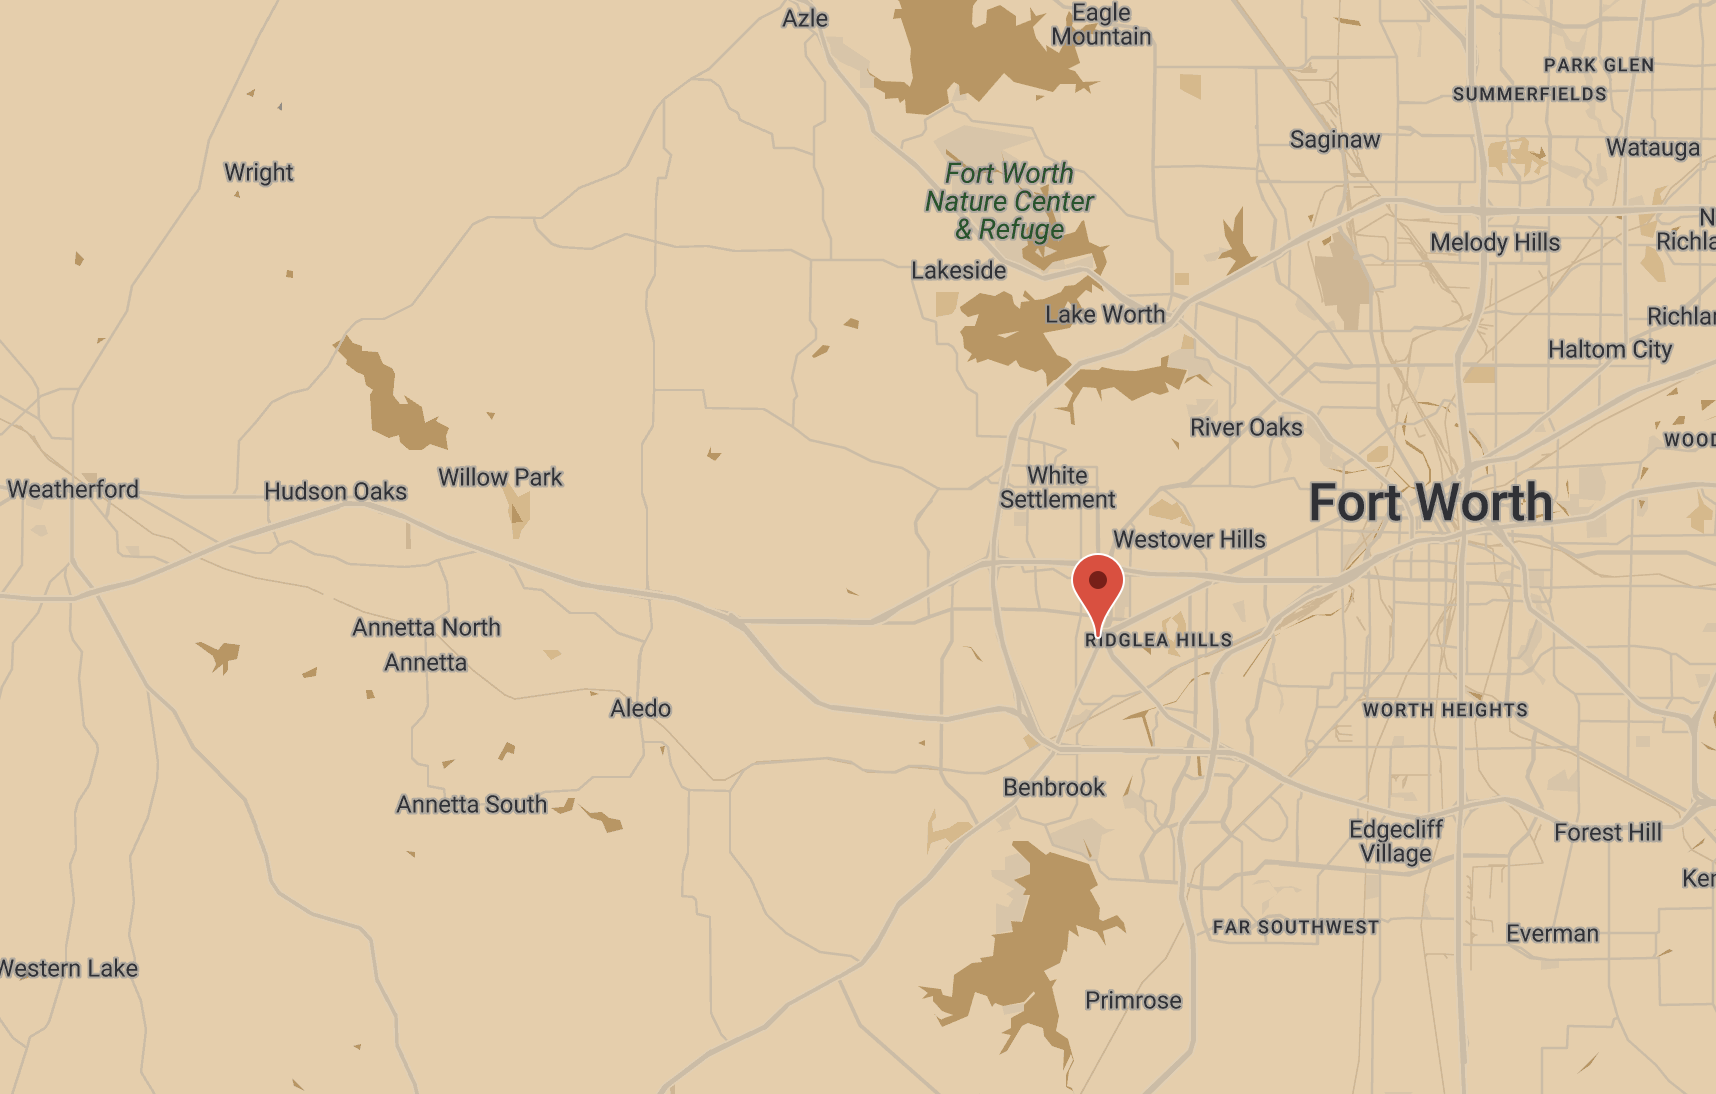 Azle
Eagle
Mountain
PARK GLEN
SUMMERFIELDS
Saginaw
Watauga
Wright
Fort Worth
Nature Center
& Refuge
N
Richla
Melody Hills
Lakeside
Lake Worth
Richlar
Haltom City
River Oaks
WOOD
White
Settlement
Willow Park
Weatherford
Hudson Oaks
Fort Worth
Westover Hills
Annetta North
RIDGLEA HILLS
Annetta
Aledo
WORTH HEIGHTS
Benbrook
Annetta South
Edgecliff
Village
Forest Hill
Ken
FAR SOUTHWEST
Everman
Western Lake
Primrose